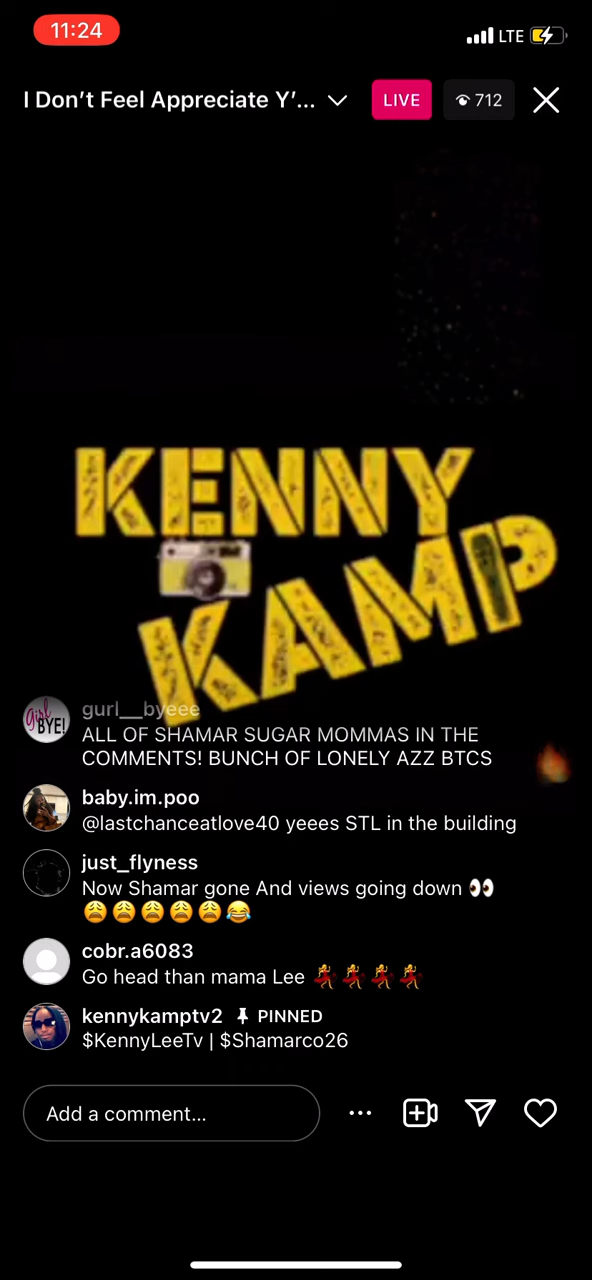 11:24
LTE
I Don't Feel Appreciate Y'...
LIVE
712
KENNY
KAMP
Girl
BYE!
gurl__byeee
ALL OF SHAMAR SUGAR MOMMAS IN THE
COMMENTS! BUNCH OF LONELY AZZ BTCS
baby.im.poo
@lastchanceatlove40 yeees STL in the building
just_flyness
Now Shamar gone And views going down 👀
😩😩😩😩😩😂
cobr.a6083
Go head than mama Lee 💃💃💃💃
kennykamptv2 PINNED
$KennyLeeTv | $Shamarco26
Add a comment...